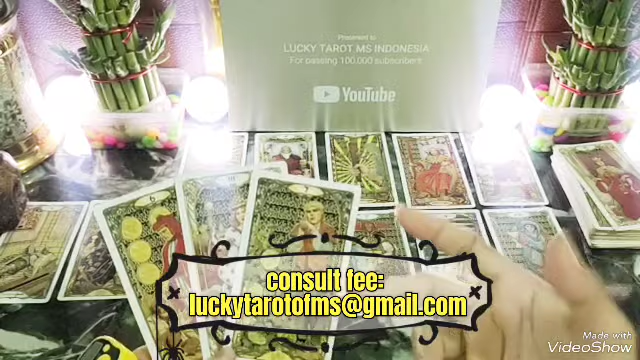 Presented to
LUCKY TAROT MS INDONESIA
For passing 100.000 subscribers
YouTube
consult fee:
luckytarotofms@gmail.com
Made with
VideoShow